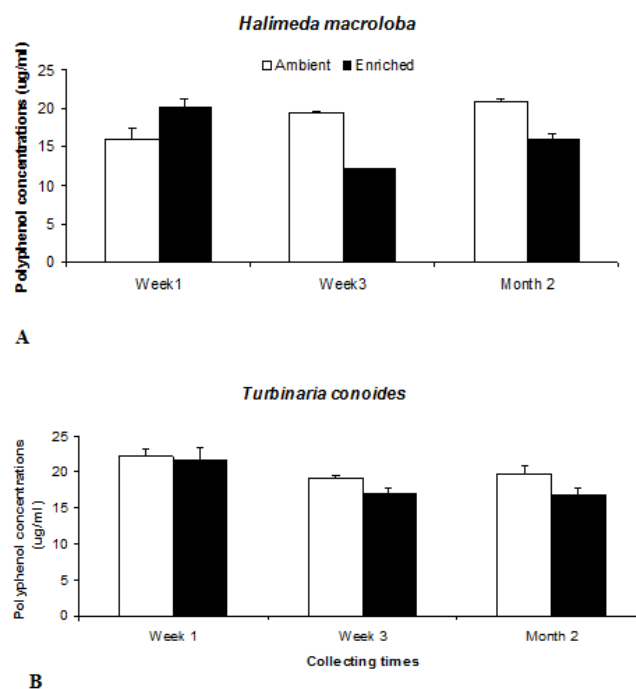 Halimeda macroloba
Ambient Enriched
Polyphenol concentrations (ug/ml)
25
20
15
10
5
0
Week1 Week3 Month 2
A
Turbinaria conoides
Polyphenol concentrations
(ug/ml)
25
20
15
10
5
0
Week 1 Week 3 Month 2
Collecting times
B